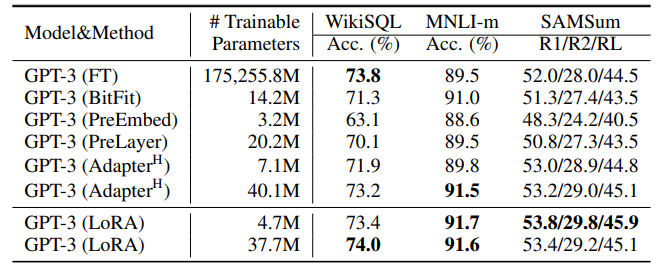 Model&Method # Trainable WikiSQL MNLI-m SAMSum
Parameters Acc. (%) Acc. (%) R1/R2/RL
GPT-3 (FT) 175,255.8M 73.8 89.5 52.0/28.0/44.5
GPT-3 (BitFit) 14.2M 71.3 91.0 51.3/27.4/43.5
GPT-3 (PreEmbed) 3.2M 63.1 88.6 48.3/24.2/40.5
GPT-3 (PreLayer) 20.2M 70.1 89.5 50.8/27.3/43.5
GPT-3 (Adapterᴴ) 7.1M 71.9 89.8 53.0/28.9/44.8
GPT-3 (Adapterᴴ) 40.1M 73.2 91.5 53.2/29.0/45.1
GPT-3 (LoRA) 4.7M 73.4 91.7 53.8/29.8/45.9
GPT-3 (LoRA) 37.7M 74.0 91.6 53.4/29.2/45.1